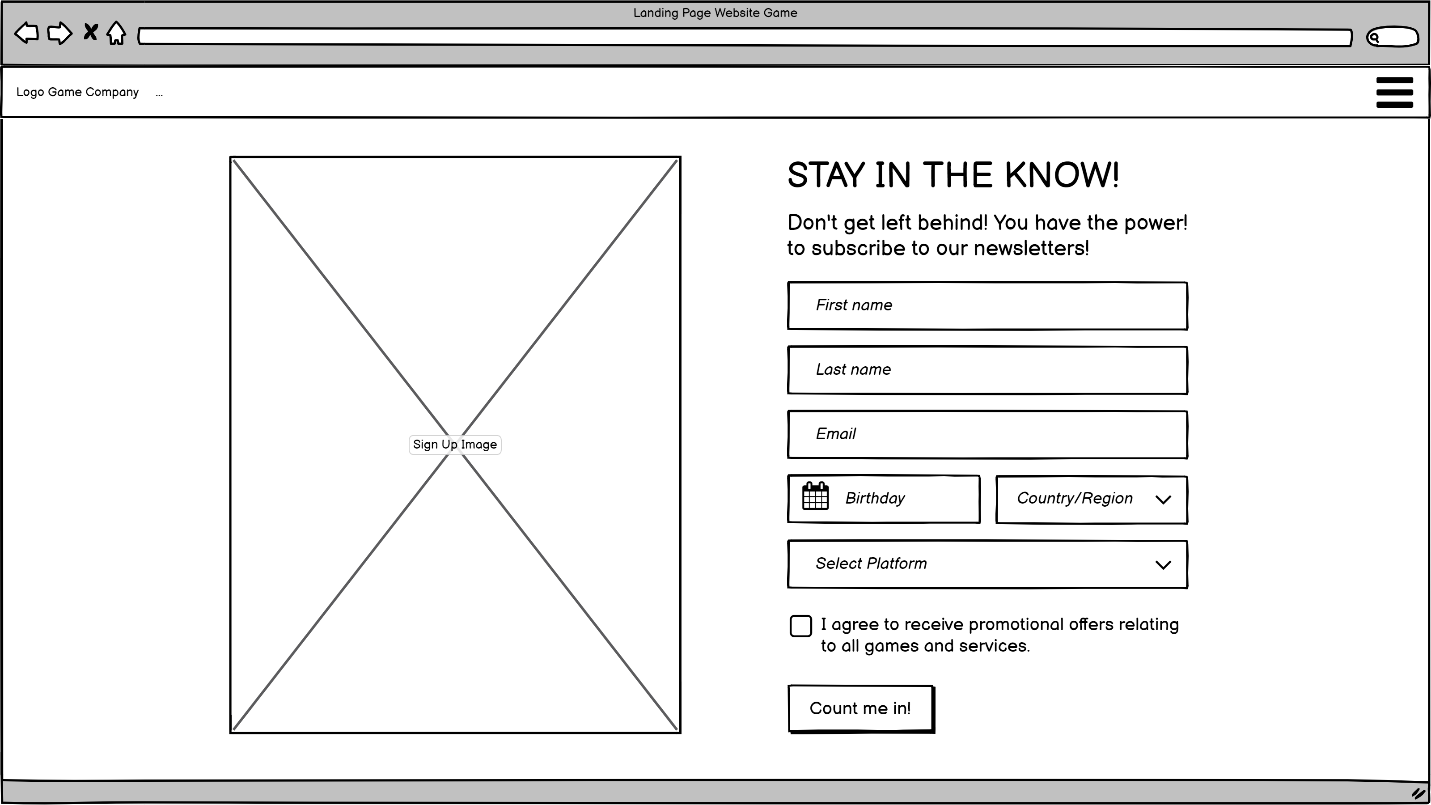 Landing Page Website Game
Logo Game Company ...
Sign Up Image
STAY IN THE KNOW!
Don't get left behind! You have the power!
to subscribe to our newsletters!
First name
Last name
Email
Birthday
Country/Region
Select Platform
I agree to receive promotional offers relating
to all games and services.
Count me in!